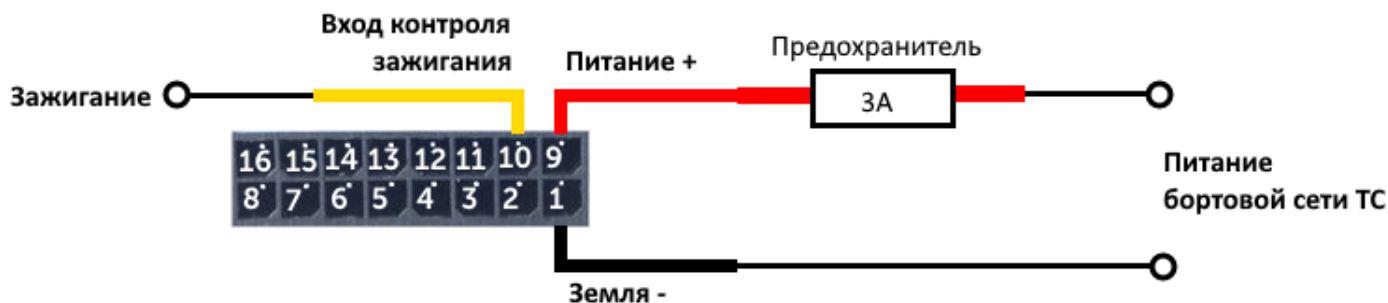 Вход контроля
зажигания
Питание +
Предохранитель
Зажигание
3А
16 15 14 13 12 11 10 9
8 7 6 5 4 3 2 1
Питание
бортовой сети ТС
Земля -